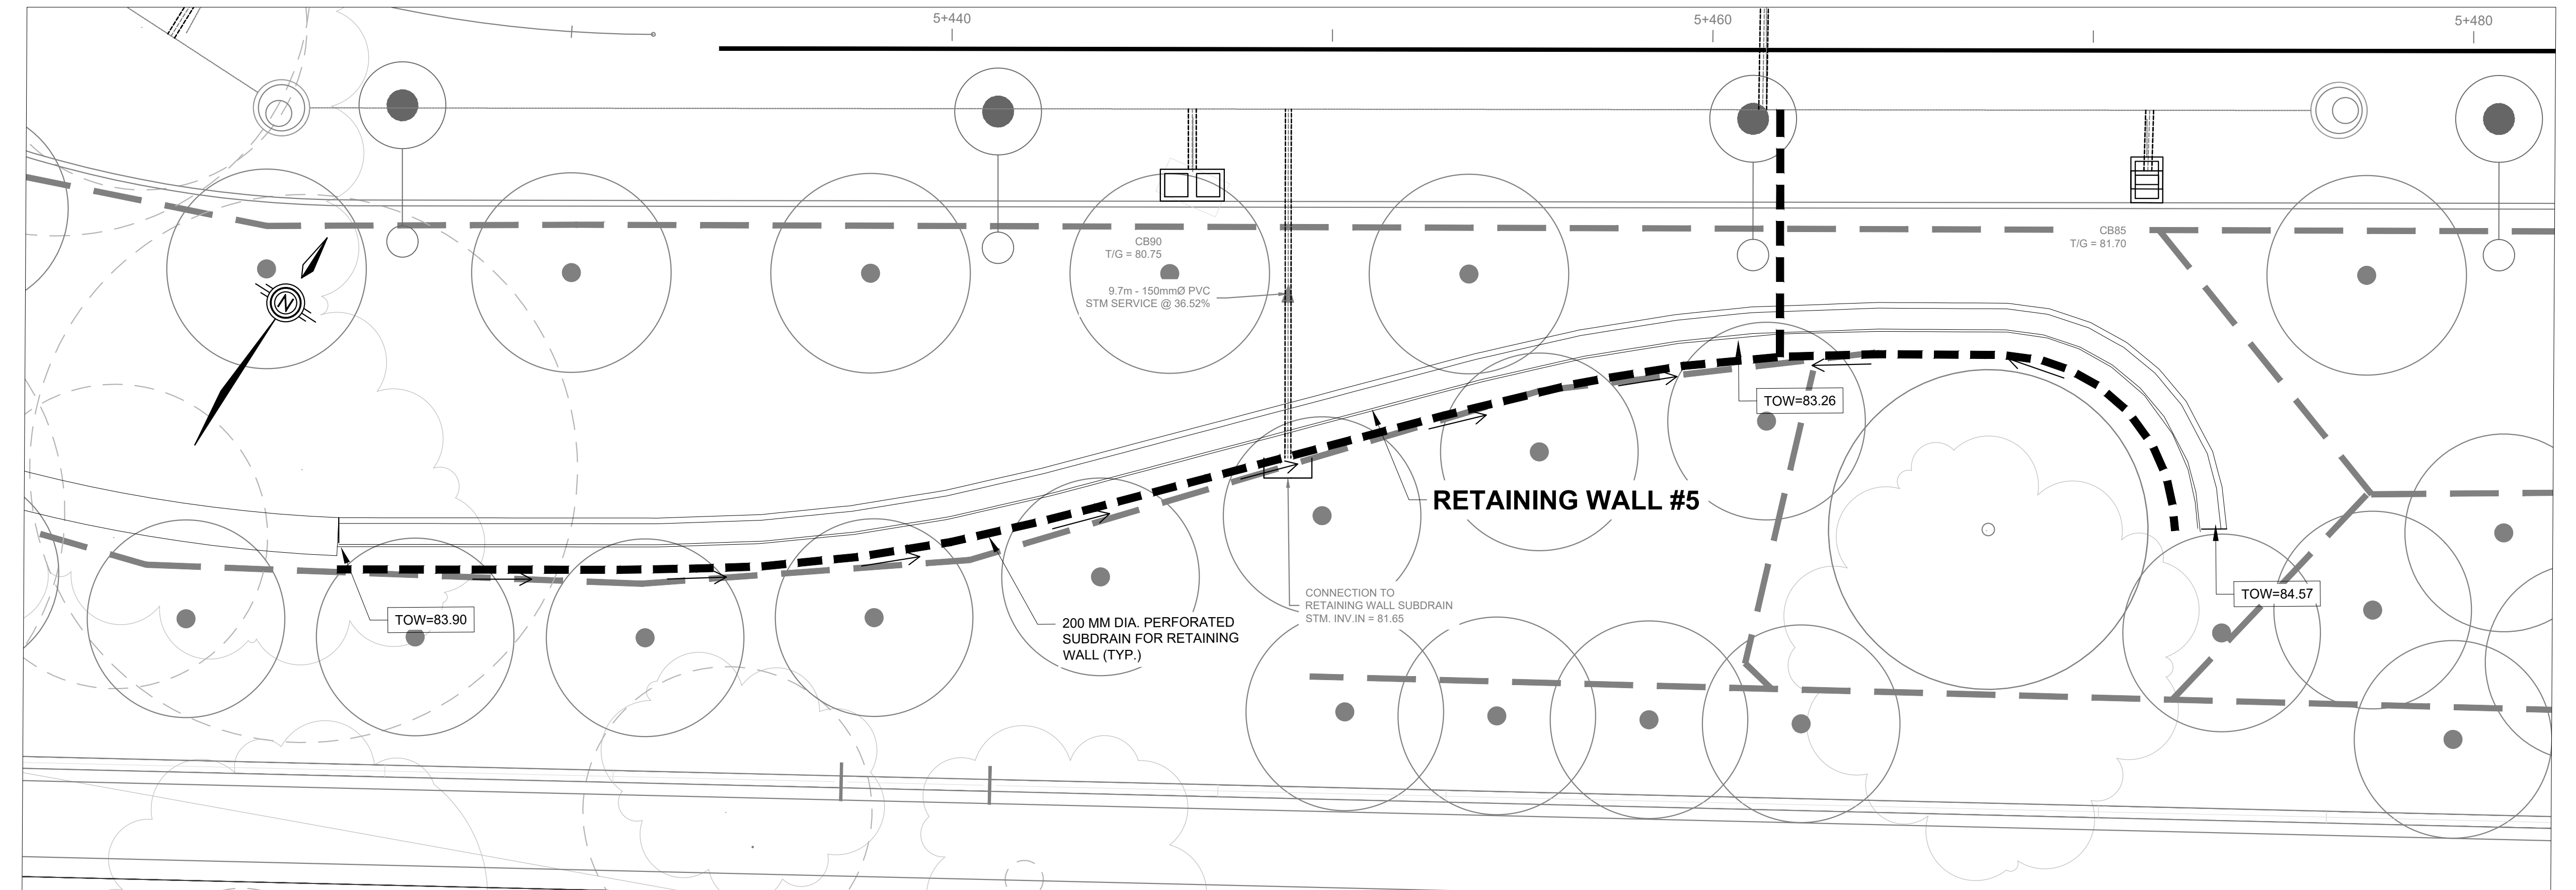 5+440
5+460
5+480
CB90
T/G = 80.75
9.7m - 150mmØ PVC
STM SERVICE @ 36.52%
CB85
T/G = 81.70
N
TOW=83.26
RETAINING WALL #5
TOW=83.90
200 MM DIA. PERFORATED
SUBDRAIN FOR RETAINING
WALL (TYP.)
CONNECTION TO
RETAINING WALL SUBDRAIN
STM. INV.IN = 81.65
TOW=84.57